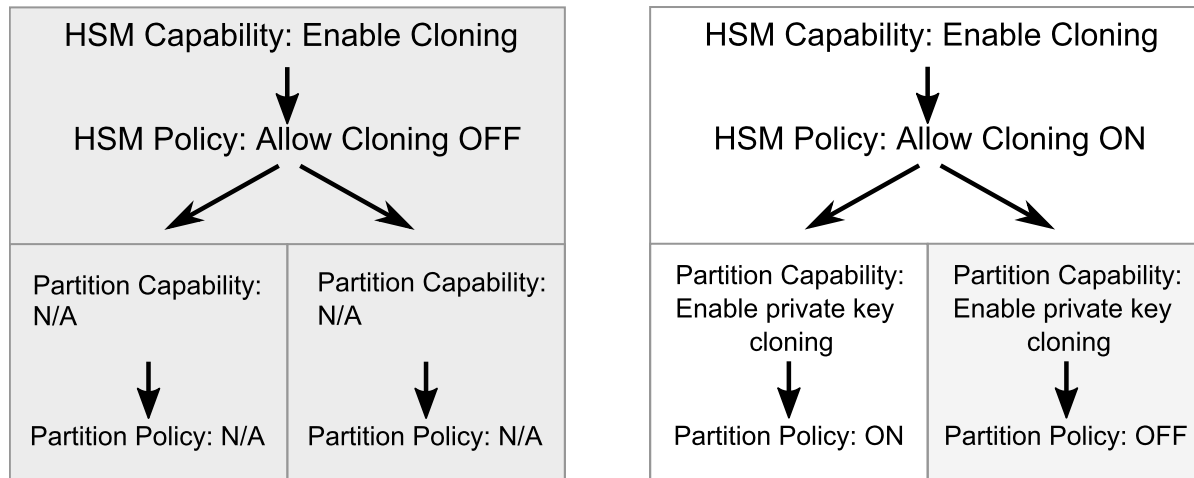 HSM Capability: Enable Cloning
HSM Policy: Allow Cloning OFF
Partition Capability:
N/A
Partition Policy: N/A
Partition Capability:
N/A
Partition Policy: N/A
HSM Capability: Enable Cloning
HSM Policy: Allow Cloning ON
Partition Capability:
Enable private key
cloning
Partition Policy: ON
Partition Capability:
Enable private key
cloning
Partition Policy: OFF